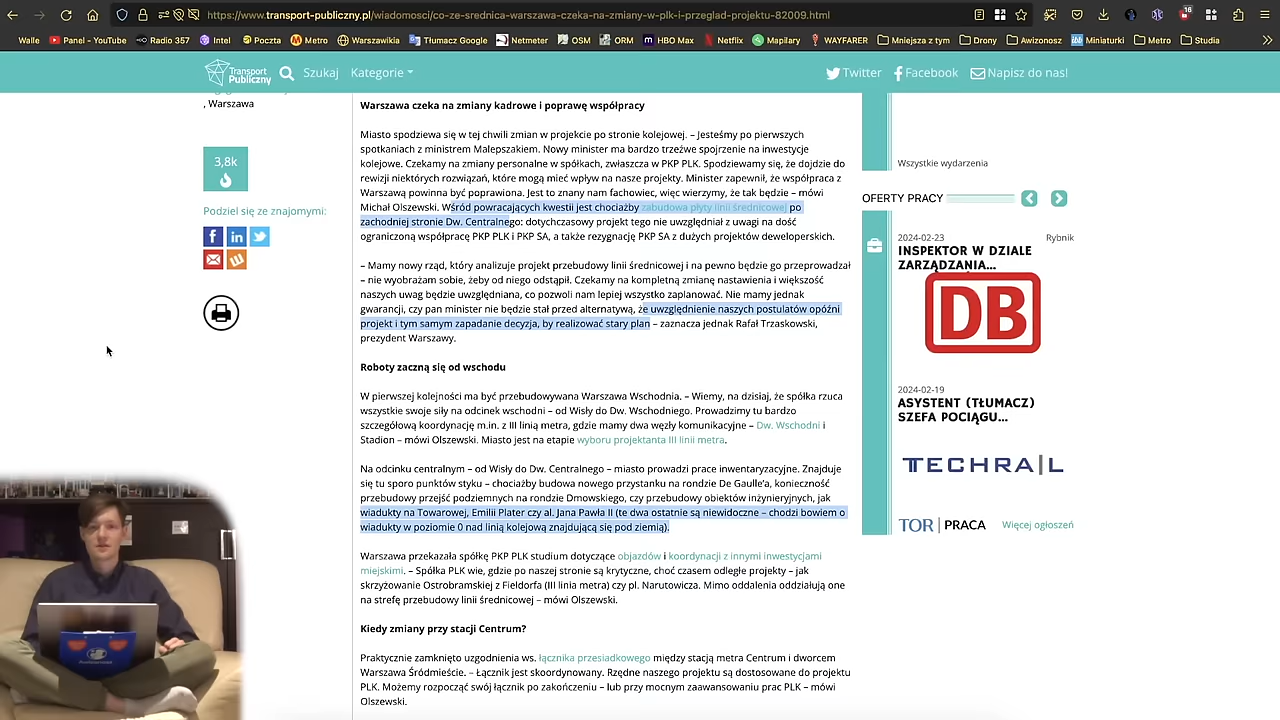 https://www.transport-publiczny.pl/wiadomosci/co-ze-srednica-warszawa-czeka-na-zmiany-w-plk-i-przeglad-projektu-82009.html
16
Walle Panel - YouTube Radio 357 Intel Poczta Metro Warszawikia Tłumacz Google Netmeter OSM ORM HBO Max Netflix Mapilary WAYFARER Mniejsza z tym Drony Awizonosz Miniaturki Metro Studia
Transport Publiczny Szukaj Kategorie Twitter Facebook Napisz do nas!
, Warszawa
3,8k
Podziel się ze znajomymi:
Warszawa czeka na zmiany kadrowe i poprawę współpracy
Miasto spodziewa się w tej chwili zmian w projekcie po stronie kolejowej. – Jesteśmy po pierwszych
spotkaniach z ministrem Malepszakiem. Nowy minister ma bardzo trzeźwe spojrzenie na inwestycje
kolejowe. Czekamy na zmiany personalne w spółkach, zwłaszcza w PKP PLK. Spodziewamy się, że dojdzie do
rewizji niektórych rozwiązań, które mogą mieć wpływ na nasze projekty. Minister zapewnił, że współpraca z
Warszawą powinna być poprawiona. Jest to znany nam fachowiec, więc wierzymy, że tak będzie – mówi
Michał Olszewski. Wśród powracających kwestii jest chociażby zabudowa płyty linii średnicowej po
zachodniej stronie Dw. Centralnego: dotychczasowy projekt tego nie uwzględniał z uwagi na dość
ograniczoną współpracę PKP PLK i PKP SA, a także rezygnację PKP SA z dużych projektów deweloperskich.
– Mamy nowy rząd, który analizuje projekt przebudowy linii średnicowej i na pewno będzie go przeprowadzał
– nie wyobrażam sobie, żeby od niego odstąpił. Czekamy na kompletną zmianę nastawienia i większość
naszych uwag będzie uwzględniana, co pozwoli nam lepiej wszystko zaplanować. Nie mamy jednak
gwarancji, czy pan minister nie będzie stał przed alternatywą, że uwzględnienie naszych postulatów opóźni
projekt i tym samym zapadanie decyzja, by realizować stary plan – zaznacza jednak Rafał Trzaskowski,
prezydent Warszawy.
Roboty zaczną się od wschodu
W pierwszej kolejności ma być przebudowywana Warszawa Wschodnia. – Wiemy, na dzisiaj, że spółka rzuca
wszystkie swoje siły na odcinek wschodni – od Wisły do Dw. Wschodniego. Prowadzimy tu bardzo
szczegółową koordynację m.in. z III linią metra, gdzie mamy dwa węzły komunikacyjne – Dw. Wschodni i
Stadion – mówi Olszewski. Miasto jest na etapie wyboru projektanta III linii metra.
Na odcinku centralnym – od Wisły do Dw. Centralnego – miasto prowadzi prace inwentaryzacyjne. Znajduje
się tu sporo punktów styku – chociażby budowa nowego przystanku na rondzie De Gaulle'a, konieczność
przebudowy przejść podziemnych na rondzie Dmowskiego, czy przebudowy obiektów inżynieryjnych, jak
wiadukty na Towarowej, Emilii Plater czy al. Jana Pawła II (te dwa ostatnie są niewidoczne – chodzi bowiem o
wiadukty w poziomie 0 nad linią kolejową znajdującą się pod ziemią).
Warszawa przekazała spółkę PKP PLK studium dotyczące objazdów i koordynacji z innymi inwestycjami
miejskimi. – Spółka PLK wie, gdzie po naszej stronie są krytyczne, choć czasem odległe projekty – jak
skrzyżowanie Ostrobramskiej z Fieldorfa (III linia metra) czy pl. Narutowicza. Mimo oddalenia oddziałują one
na strefę przebudowy linii średnicowej – mówi Olszewski.
Kiedy zmiany przy stacji Centrum?
Praktycznie zamknięto uzgodnienia ws. łącznika przesiadkowego między stacją metra Centrum i dworcem
Warszawa Śródmieście. – Łącznik jest skoordynowany. Rzędne naszego projektu są dostosowane do projektu
PLK. Możemy rozpocząć swój łącznik po zakończeniu – lub przy mocnym zaawansowaniu prac PLK – mówi
Olszewski.
Wszystkie wydarzenia
OFERTY PRACY
2024-02-23 Rybnik
INSPEKTOR W DZIALE
ZARZĄDZANIA...
DB
2024-02-19
ASYSTENT (TŁUMACZ)
SZEFA POCIĄGU...
TECHRAIL
TOR PRACA Więcej ogłoszeń